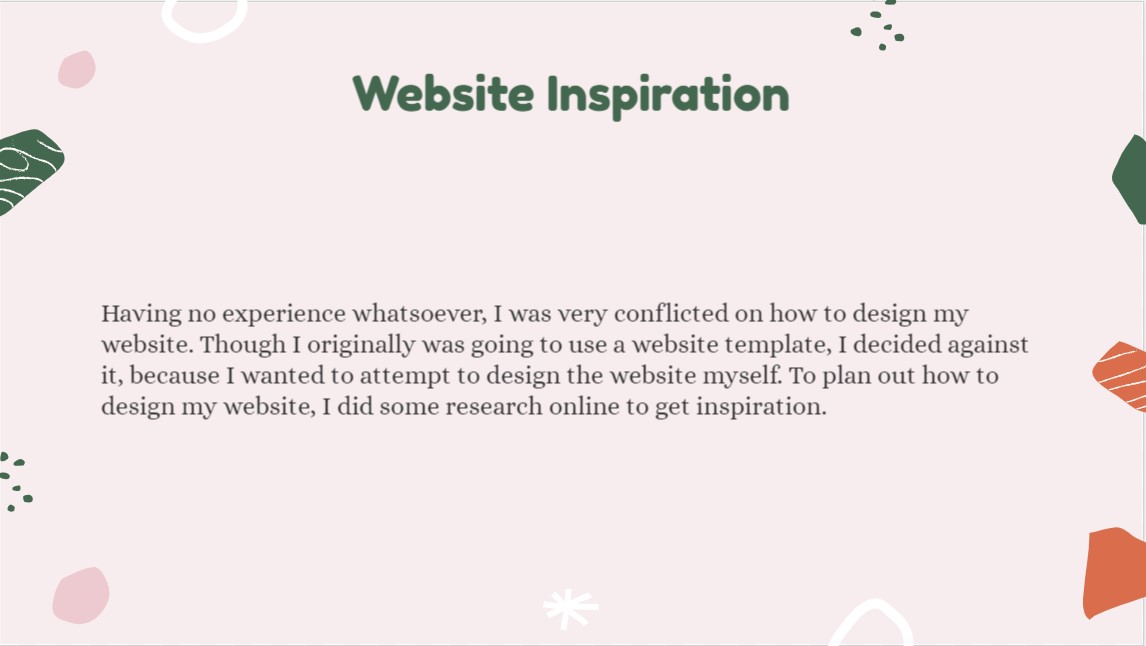 Website Inspiration
Having no experience whatsoever, I was very conflicted on how to design my
website. Though I originally was going to use a website template, I decided against
it, because I wanted to attempt to design the website myself. To plan out how to
design my website, I did some research online to get inspiration.